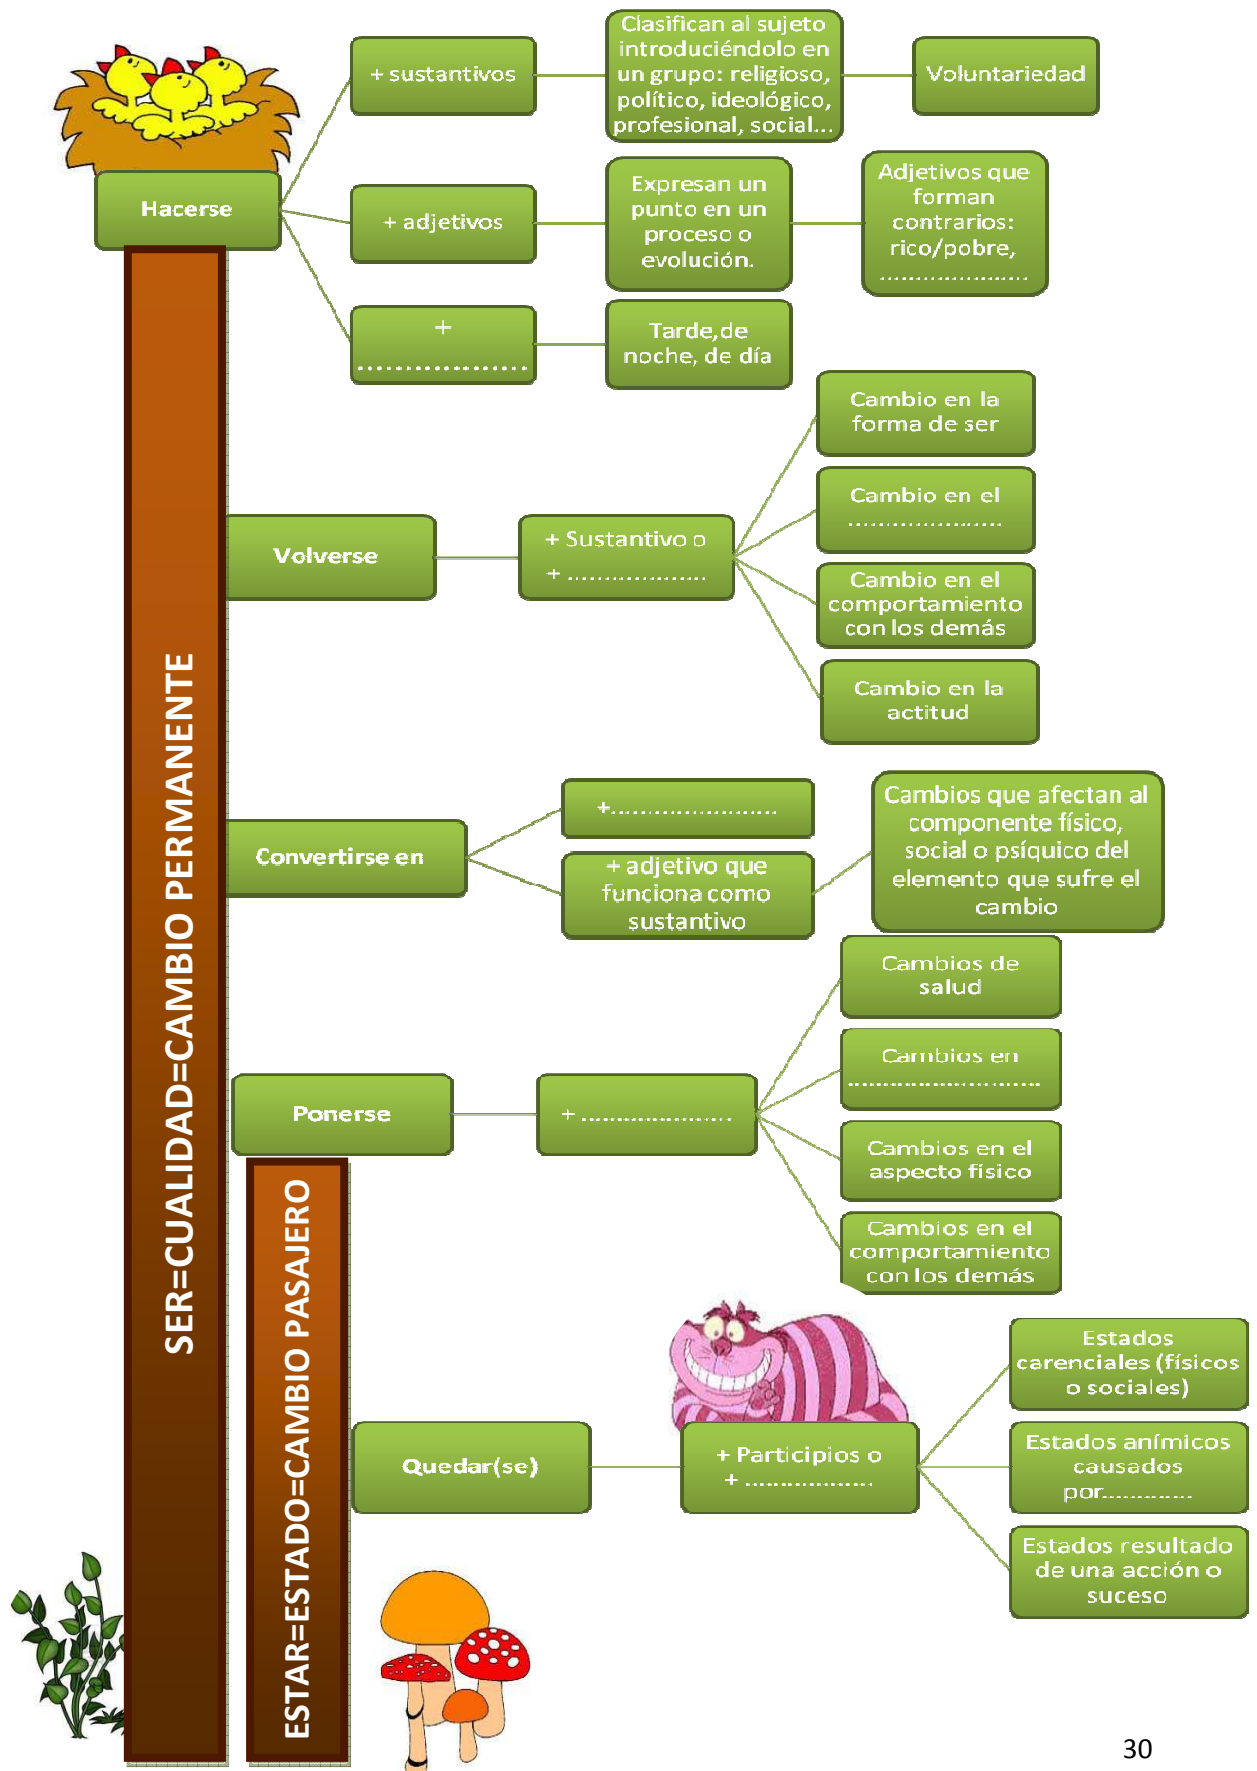 Hacerse
+ sustantivos
Clasifican al sujeto
introduciéndolo en
un grupo: religioso,
político, ideológico,
profesional, social...
Voluntariedad
+ adjetivos
Expresan un
punto en un
proceso o
evolución.
Adjetivos que
forman
contrarios:
rico/pobre,
.....................
+
.................
Tarde,de
noche, de día
Volverse
+ Sustantivo o
+ ....................
Cambio en la
forma de ser
Cambio en el
......................
Cambio en el
comportamiento
con los demás
Cambio en la
actitud
Convertirse en
+........................
+ adjetivo que
funciona como
sustantivo
Cambios que afectan al
componente físico,
social o psíquico del
elemento que sufre el
cambio
Ponerse
+ ......................
Cambios de
salud
Cambios en
............................
Cambios en el
aspecto físico
Cambios en el
comportamiento
con los demás
Quedar(se)
+ Participios o
+ ..................
Estados
carenciales (físicos
o sociales)
Estados anímicos
causados
por.............
Estados resultado
de una acción o
suceso
SER=CUALIDAD=CAMBIO PERMANENTE
ESTAR=ESTADO=CAMBIO PASAJERO
30